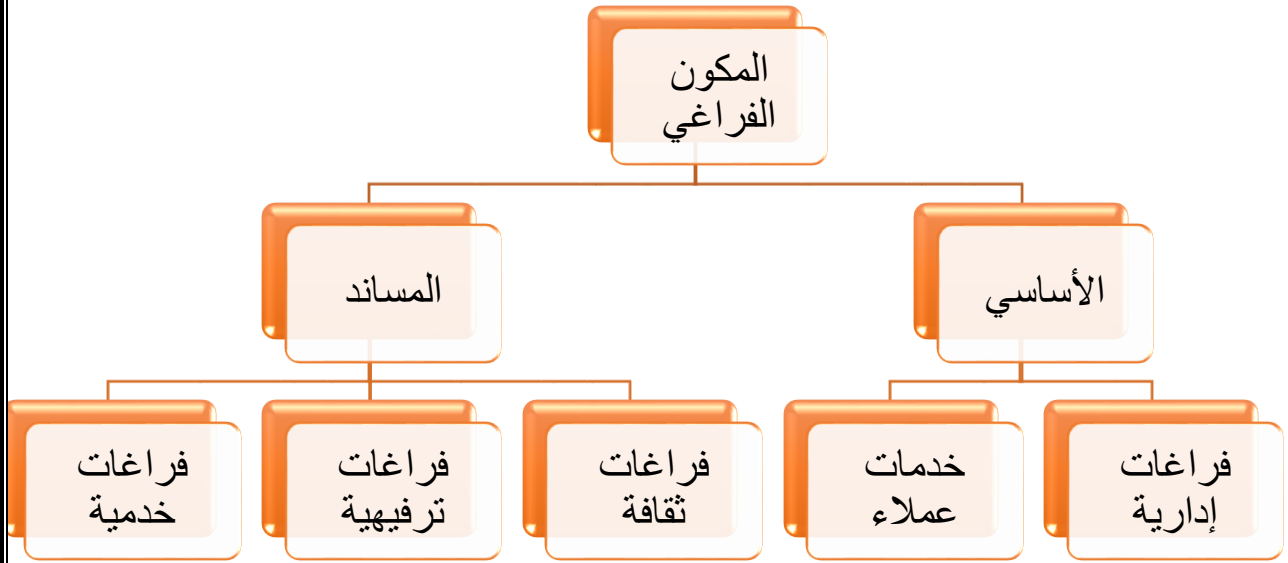 المكون
الفراغي
الأساسي
المساند
فراغات
إدارية
خدمات
عملاء
فراغات
ثقافة
فراغات
ترفيهية
فراغات
خدمية